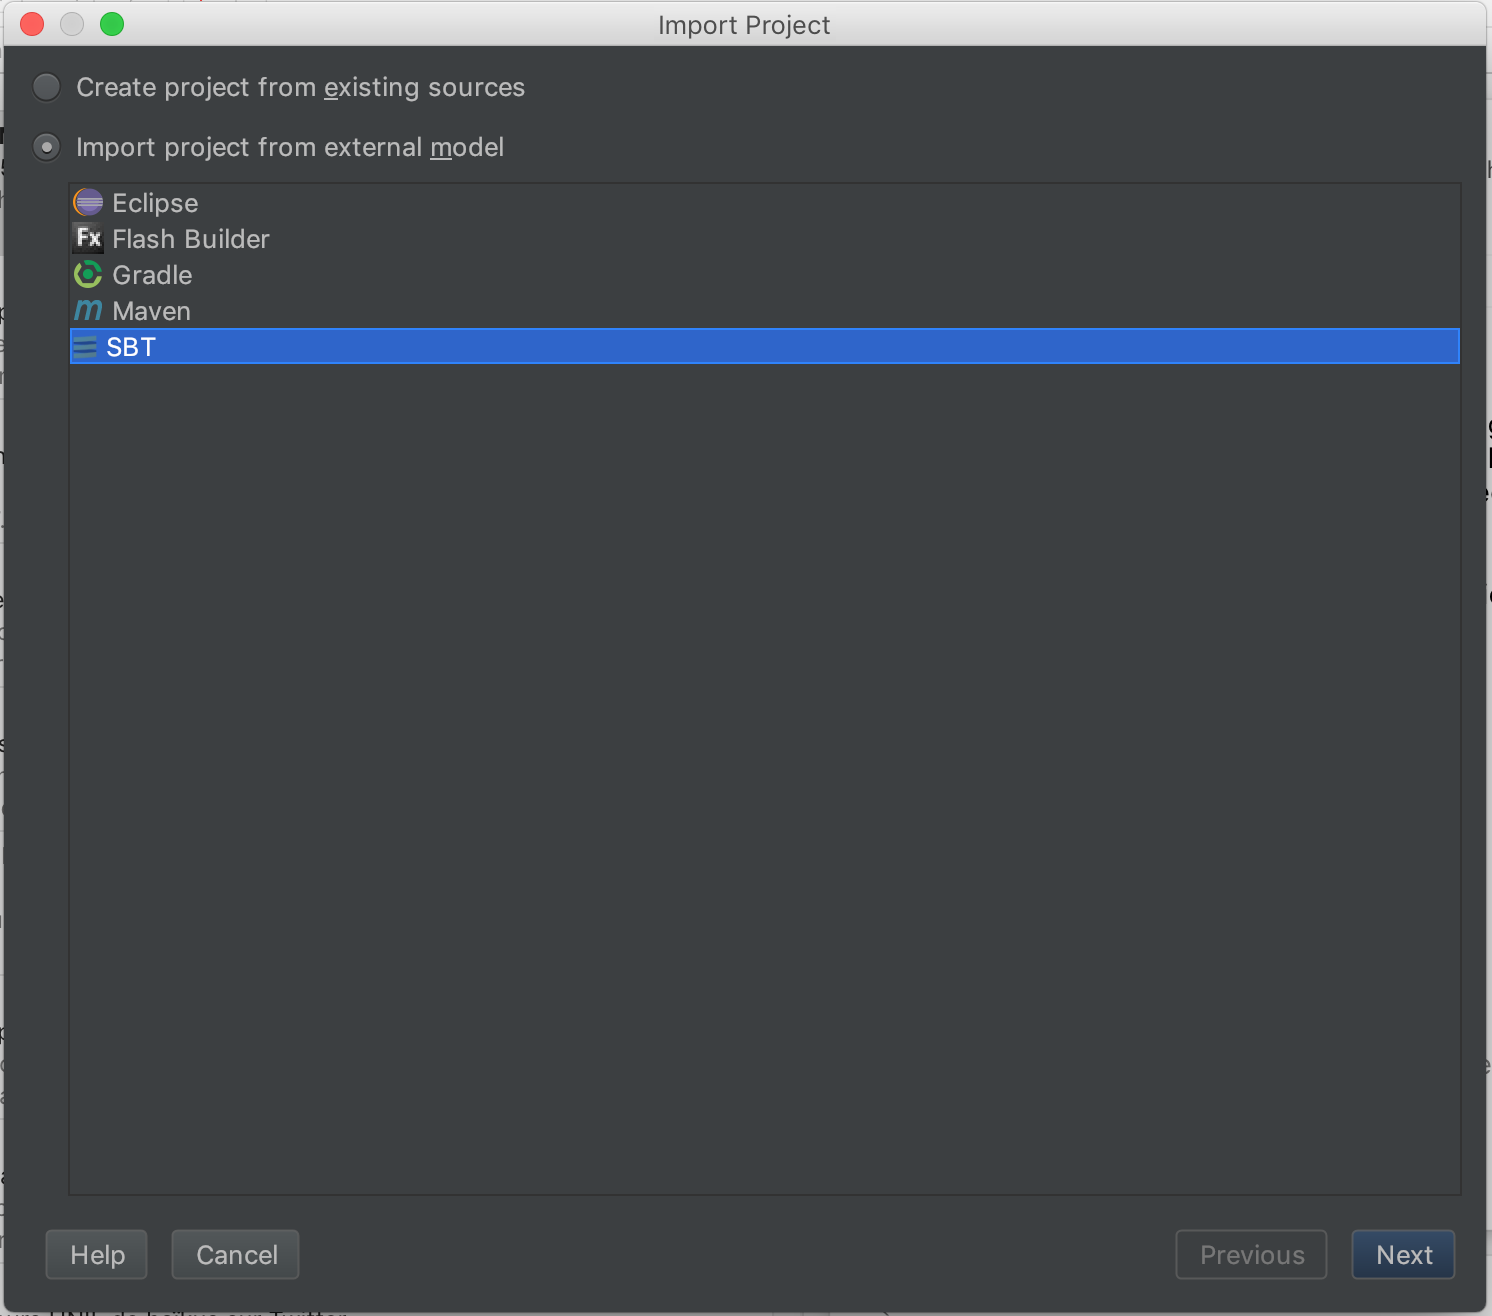 Import Project
Create project from existing sources
Import project from external model
Eclipse
Fx Flash Builder
Gradle
m Maven
SBT
Help Cancel Previous Next